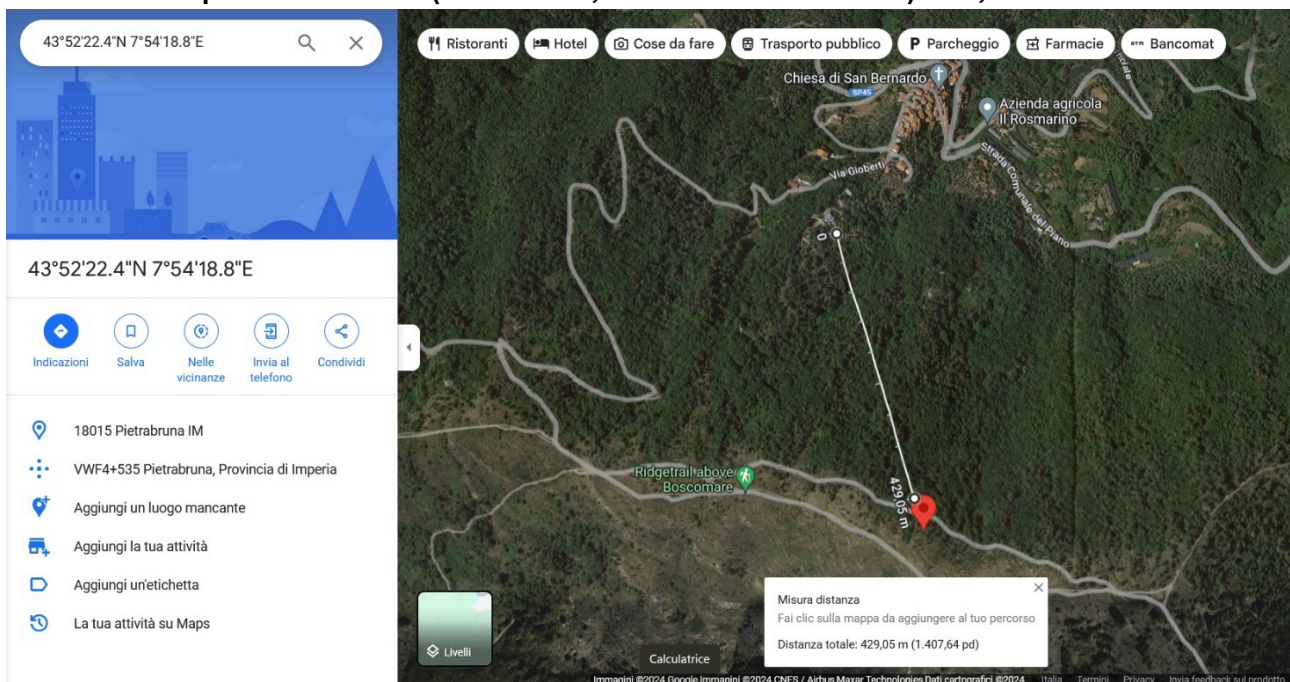 43°52'22.4"N 7°54'18.8"E
Ristoranti
Hotel
Cose da fare
Trasporto pubblico
Parcheggio
Farmacie
Bancomat
43°52'22.4"N 7°54'18.8"E
Indicazioni
Salva
Nelle vicinanze
Invia al telefono
Condividi
18015 Pietrabruna IM
VWF4+535 Pietrabruna, Provincia di Imperia
Aggiungi un luogo mancante
Aggiungi la tua attività
Aggiungi un'etichetta
La tua attività su Maps
Chiesa di San Bernardo
SP45
Azienda agricola
Il Rosmarino
Via Gioberti
Strada Comunale del Piano
0
Ridgetrail above
Boscomare
429,05 m
Misura distanza
Fai clic sulla mappa da aggiungere al tuo percorso
Distanza totale: 429,05 m (1.407,64 pd)
Livelli
Calculatrice
Immagini ©2024 Google Immagini ©2024 CNES / Airbus Maxar Technologies Dati cartografici ©2024 Italia Termini Privacy Invia feedback sul prodotto